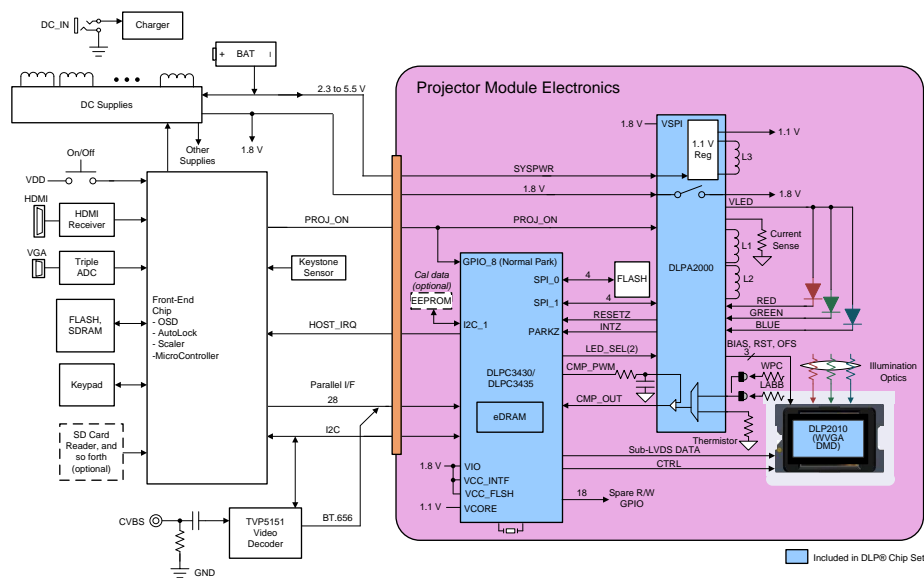 DC_IN
Charger
+ BAT –
DC Supplies
2.3 to 5.5 V
Other
Supplies
1.8 V
On/Off
VDD
HDMI
HDMI
Receiver
VGA
Triple
ADC
FLASH,
SDRAM
Keypad
SD Card
Reader, and
so forth
(optional)
Front-End
Chip
- OSD
- AutoLock
- Scaler
-MicroController
PROJ_ON
Keystone
Sensor
HOST_IRQ
Parallel I/F
28
I2C
CVBS
GND
TVP5151
Video
Decoder
BT.656
Projector Module Electronics
SYSPWR
1.8 V
PROJ_ON
1.8 V
VSPI
1.1 V
Reg
1.1 V
L3
1.8 V
VLED
DLPA2000
L1
L2
Current
Sense
RED
GREEN
BLUE
BIAS, RST, OFS
3
WPC
LABB
Thermistor
Illumination
Optics
Cal data
(optional)
EEPROM
GPIO_8 (Normal Park)
SPI_0
4
FLASH
SPI_1
4
RESETZ
I2C_1
PARKZ
INTZ
LED_SEL(2)
DLPC3430/
DLPC3435
CMP_PWM
eDRAM
CMP_OUT
Sub-LVDS DATA
CTRL
DLP2010
(WVGA
DMD)
1.8 V
VIO
VCC_INTF
VCC_FLSH
1.1 V
VCORE
18
Spare R/W
GPIO
Included in DLP® Chip Set